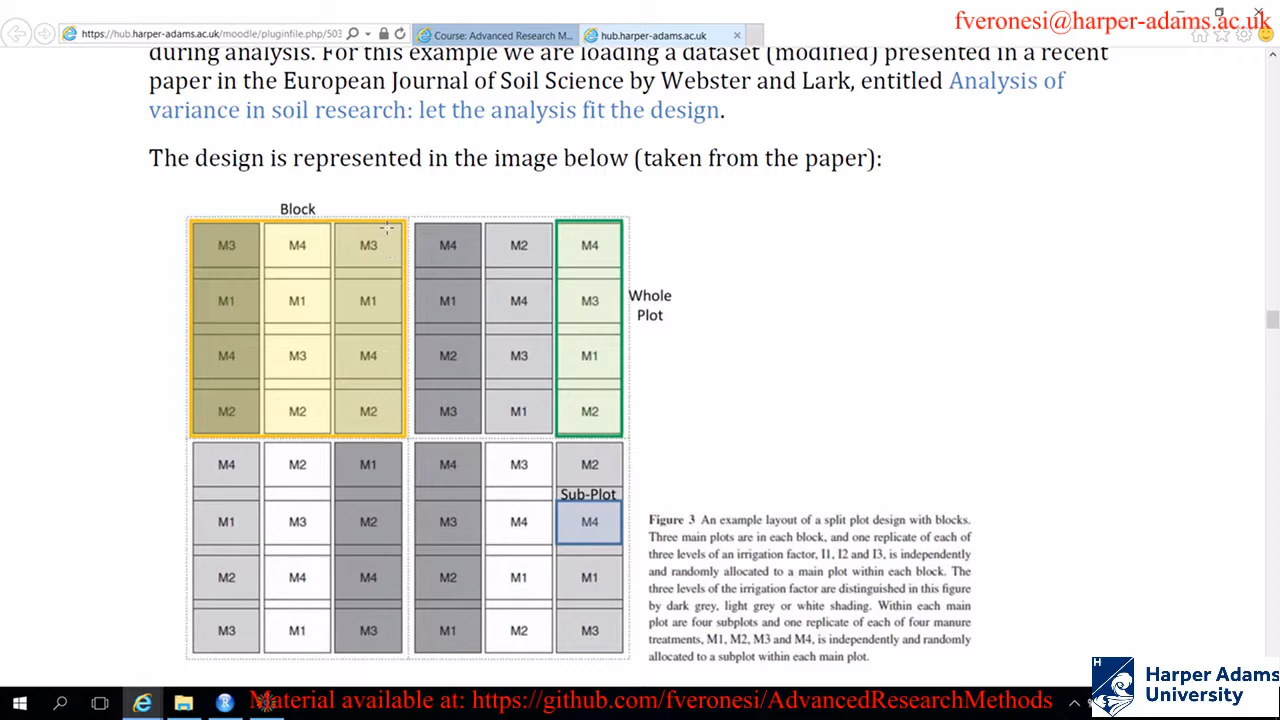 fveronesi@harper-adams.ac.uk
https://hub.harper-adams.ac.uk/moodle/pluginfile.php/503
Course: Advanced Research M...
hub.harper-adams.ac.uk
during analysis. For this example we are loading a dataset (modified) presented in a recent
paper in the European Journal of Soil Science by Webster and Lark, entitled Analysis of
variance in soil research: let the analysis fit the design.
The design is represented in the image below (taken from the paper):
Block
M3 M4 M3 M4 M2 M4
M1 M1 M1 M1 M4 M3
Whole
Plot
M4 M3 M4 M2 M3 M1
M2 M2 M2 M3 M1 M2
M4 M2 M1 M4 M3 M2
Sub-Plot
M1 M3 M2 M3 M4 M4
M2 M4 M4 M2 M1 M1
M3 M1 M3 M1 M2 M3
Figure 3 An example layout of a split plot design with blocks.
Three main plots are in each block, and one replicate of each of
three levels of an irrigation factor, I1, I2 and I3, is independently
and randomly allocated to a main plot within each block. The
three levels of the irrigation factor are distinguished in this figure
by dark grey, light grey or white shading. Within each main
plot are four subplots and one replicate of each of four manure
treatments, M1, M2, M3 and M4, is independently and randomly
allocated to a subplot within each main plot.
Material available at: https://github.com/fveronesi/AdvancedResearchMethods
H
Harper Adams
University